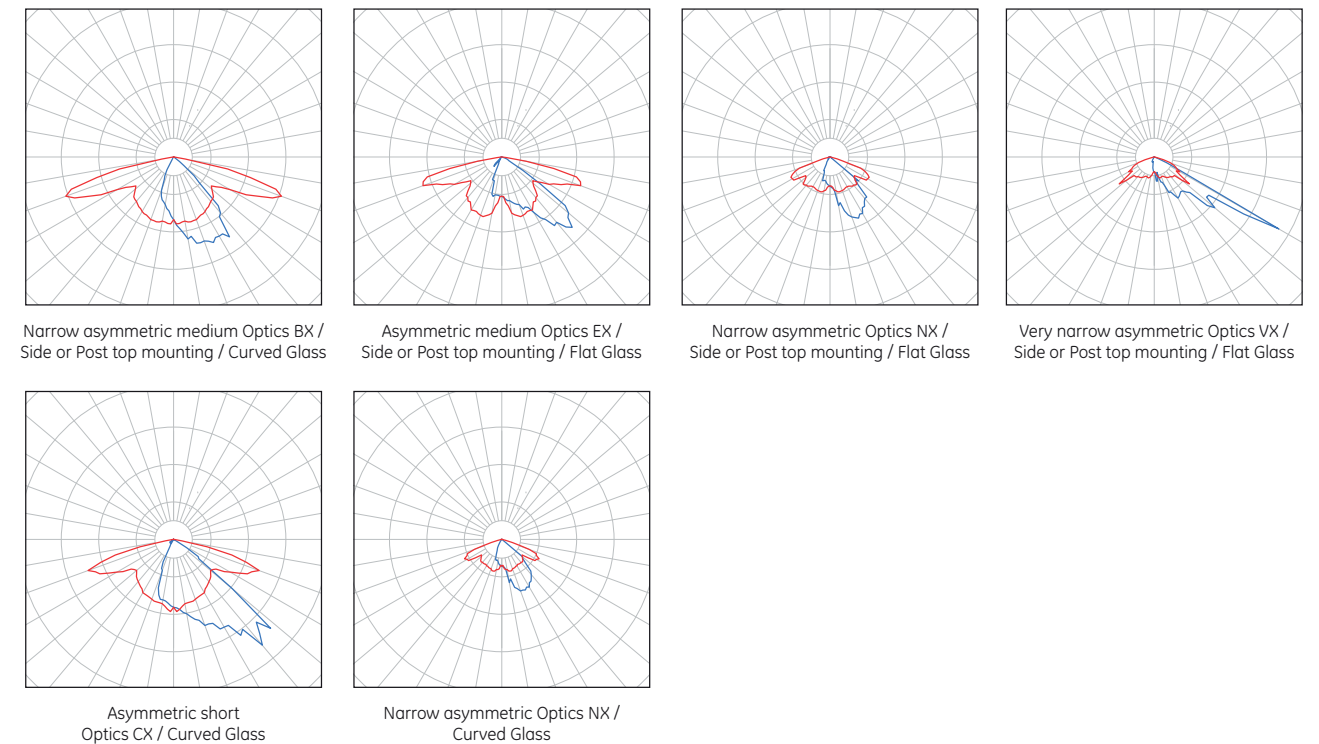 Narrow asymmetric medium Optics BX /
Side or Post top mounting / Curved Glass
Asymmetric medium Optics EX /
Side or Post top mounting / Flat Glass
Narrow asymmetric Optics NX /
Side or Post top mounting / Flat Glass
Very narrow asymmetric Optics VX /
Side or Post top mounting / Flat Glass
Asymmetric short
Optics CX / Curved Glass
Narrow asymmetric Optics NX /
Curved Glass